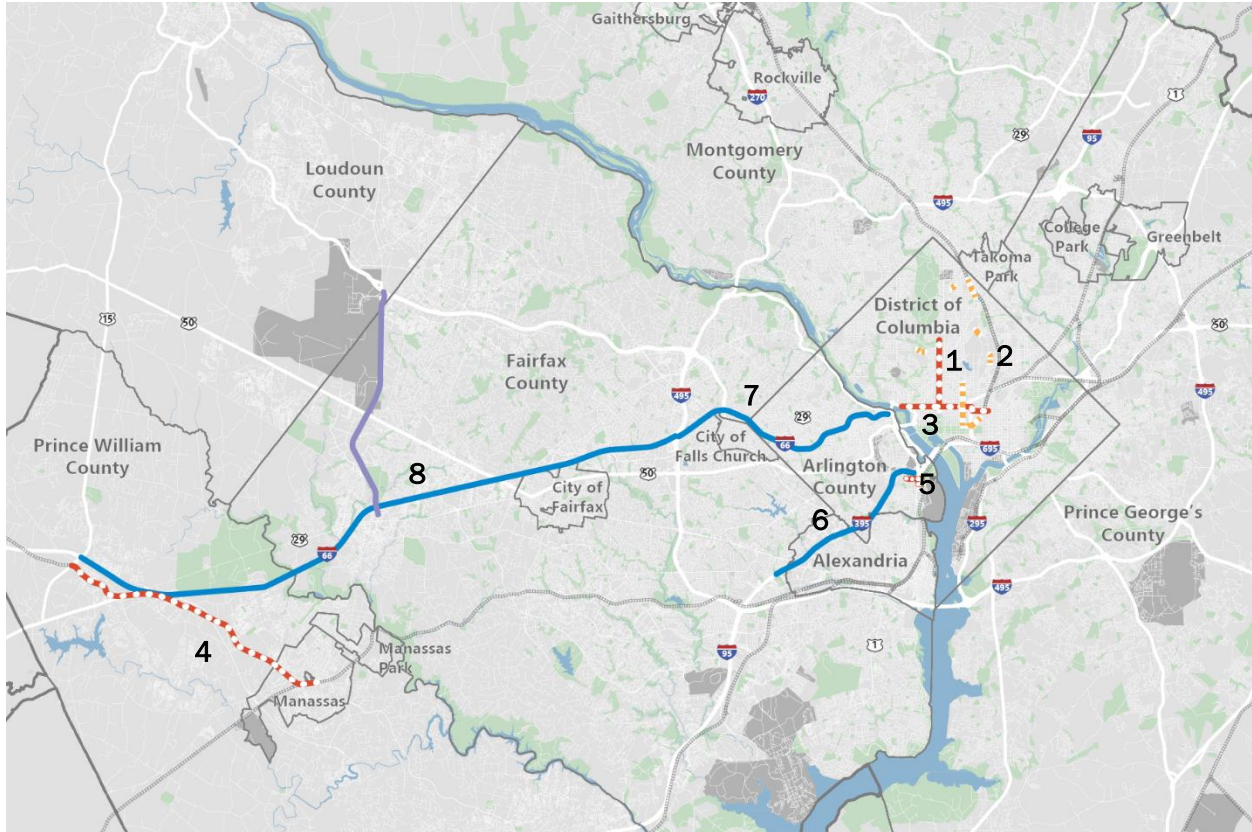 Gaithersburg
Rockville
270
1
29
95
Montgomery
County
Loudoun
County
495
College
Park
Greenbelt
Takoma
Park
District of
Columbia
15
50
50
Fairfax
County
1
2
495
7
495
29
3
City of
Falls Church
66
695
Prince William
County
8
50
Arlington
County
5
City of
Fairfax
6
395
295
Prince George's
County
29
66
Alexandria
495
4
Manassas
Park
1
95
Manassas